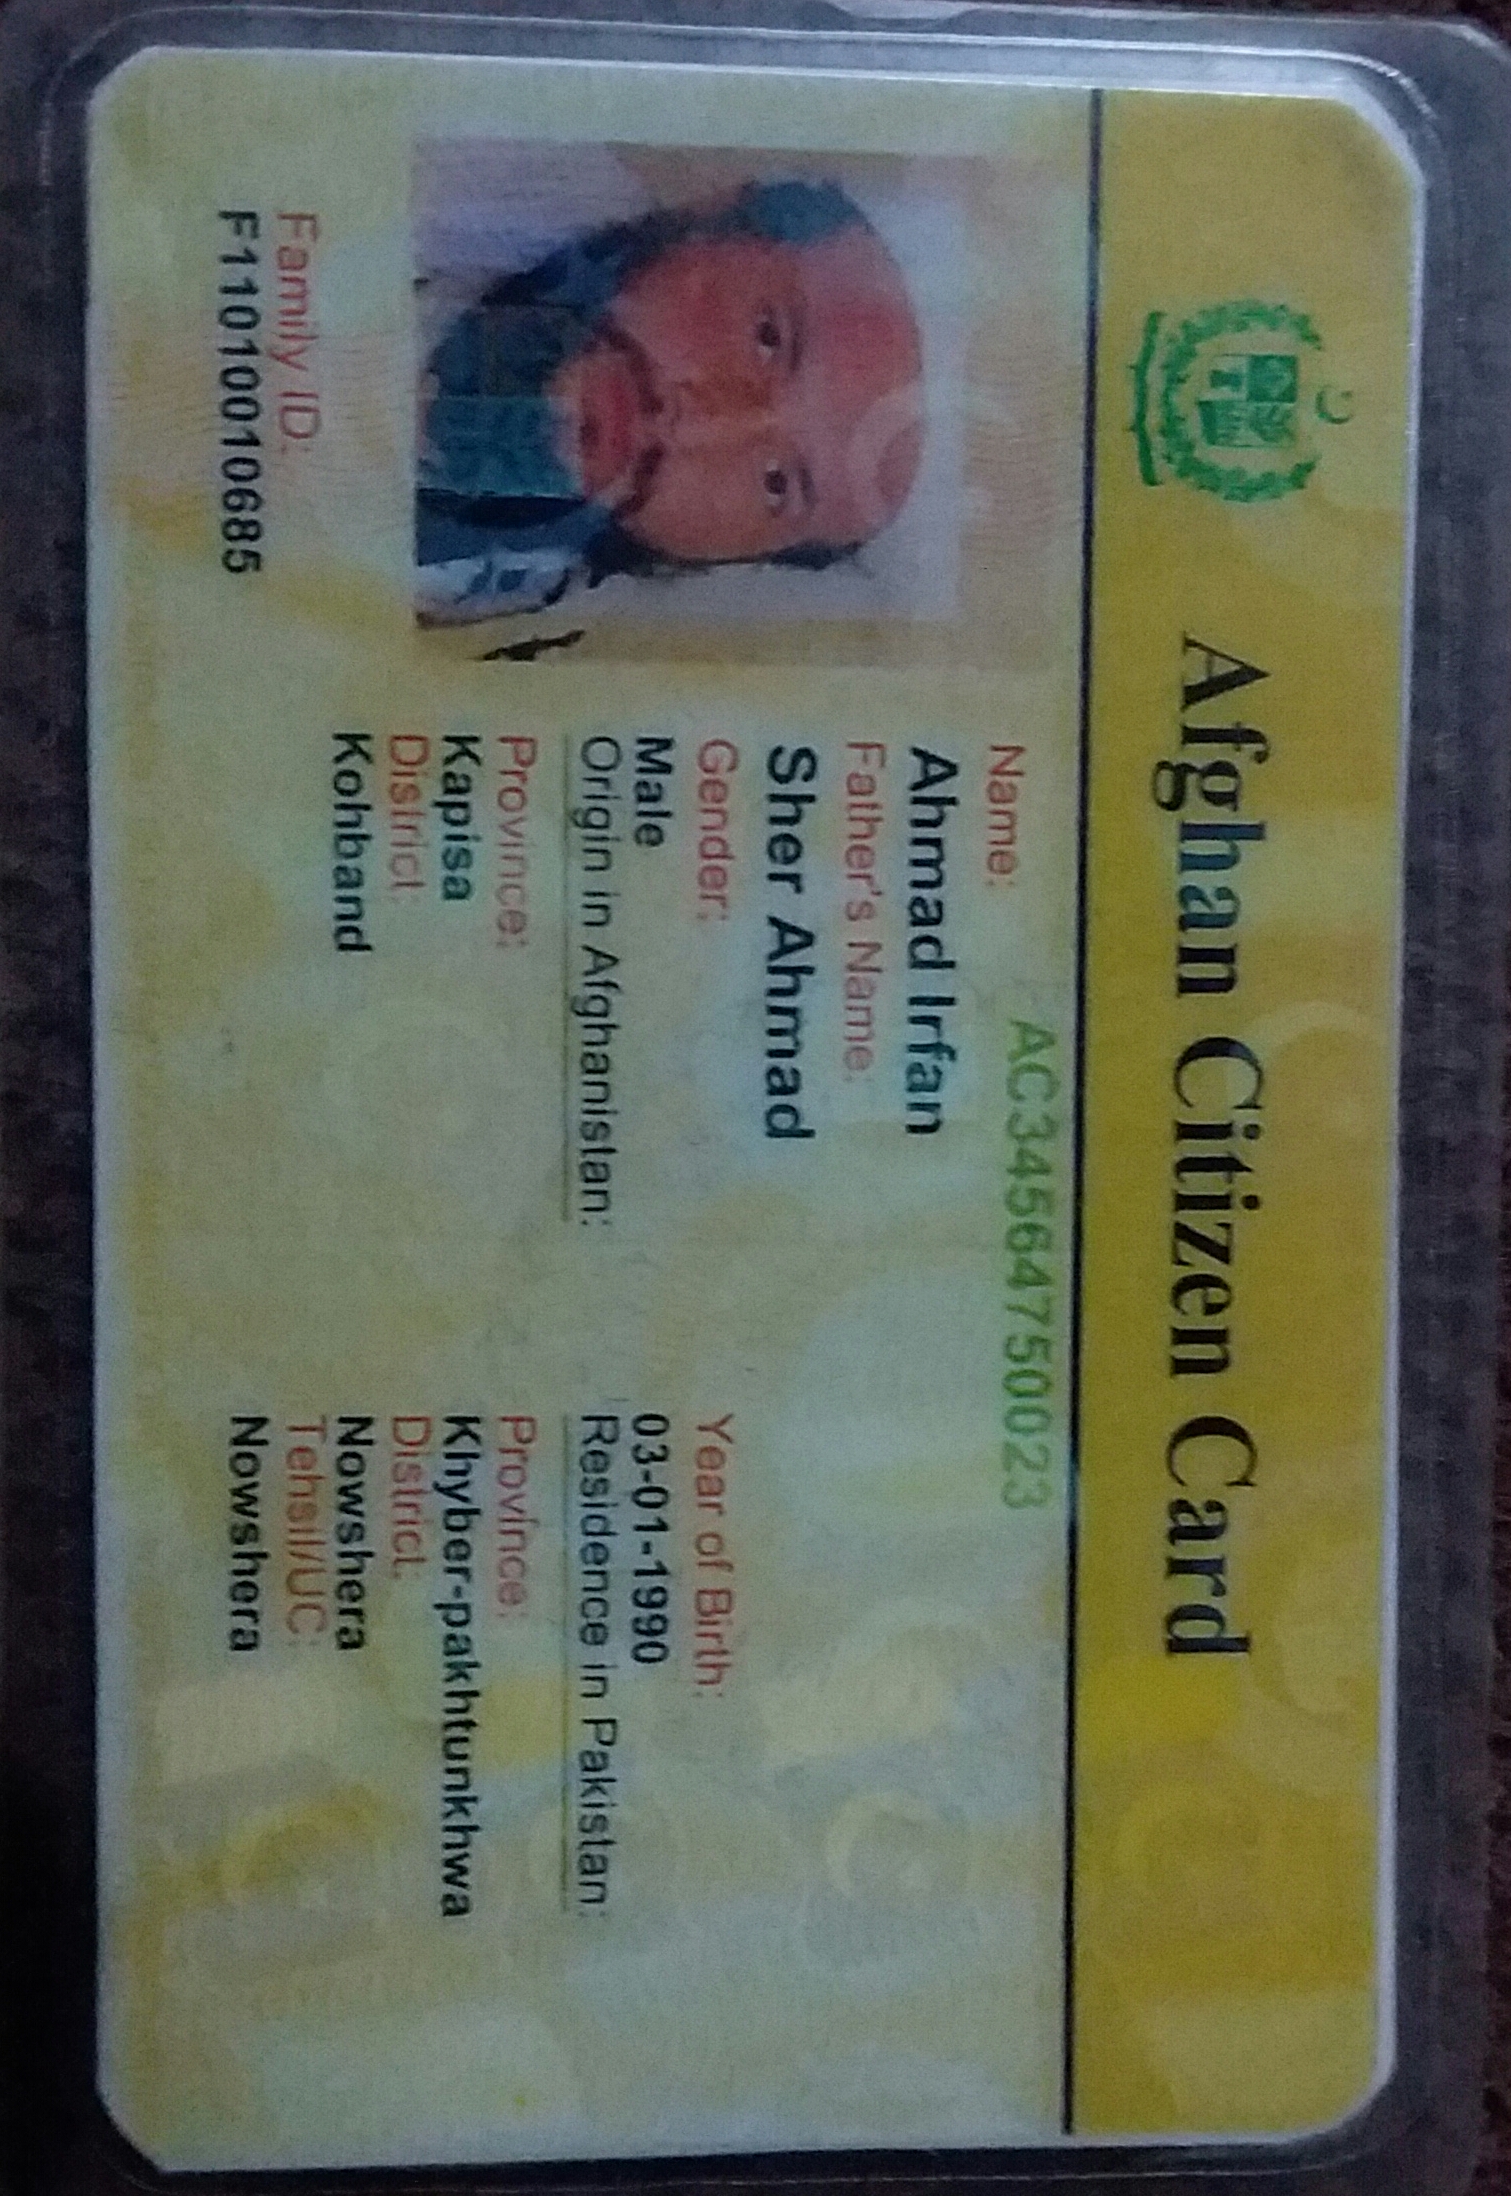 Afghan Citizen Card
AC34564750023
Name:
Ahmad Irfan
Father's Name:
Sher Ahmad
Gender:
Male
Year of Birth:
03-01-1990
Origin in Afghanistan:
Province:
Kapisa
District:
Kohband
Residence in Pakistan:
Province:
Khyber-pakhtunkhwa
District:
Nowshera
Tehsil/UC:
Nowshera
Family ID:
F110100010685